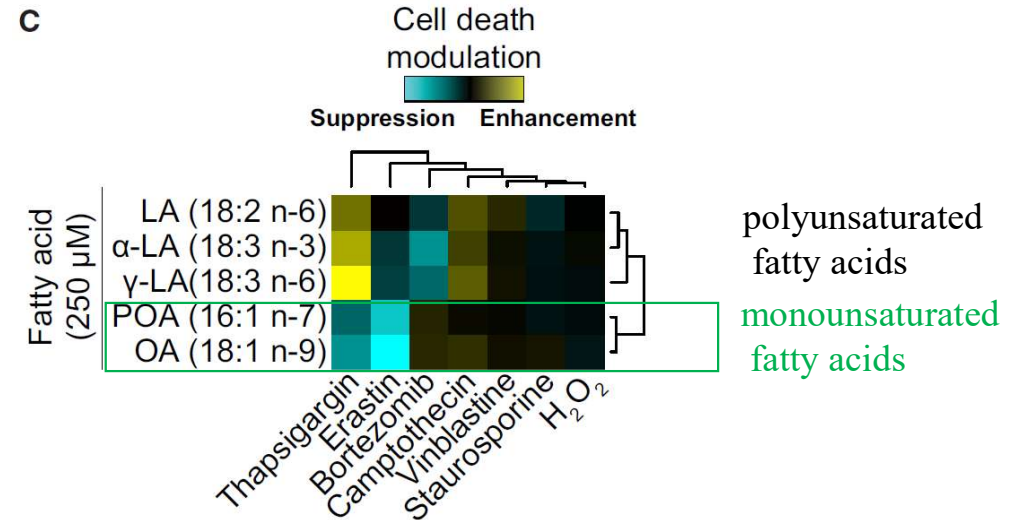 C
Cell death
modulation
Suppression Enhancement
Fatty acid
(250 μM)
LA (18:2 n-6)
α-LA (18:3 n-3)
γ-LA(18:3 n-6)
POA (16:1 n-7)
OA (18:1 n-9)
polyunsaturated
fatty acids
monounsaturated
fatty acids
Thapsigargin
Erastin
Bortezomib
Camptothecin
Vinblastine
Staurosporine
H₂O₂